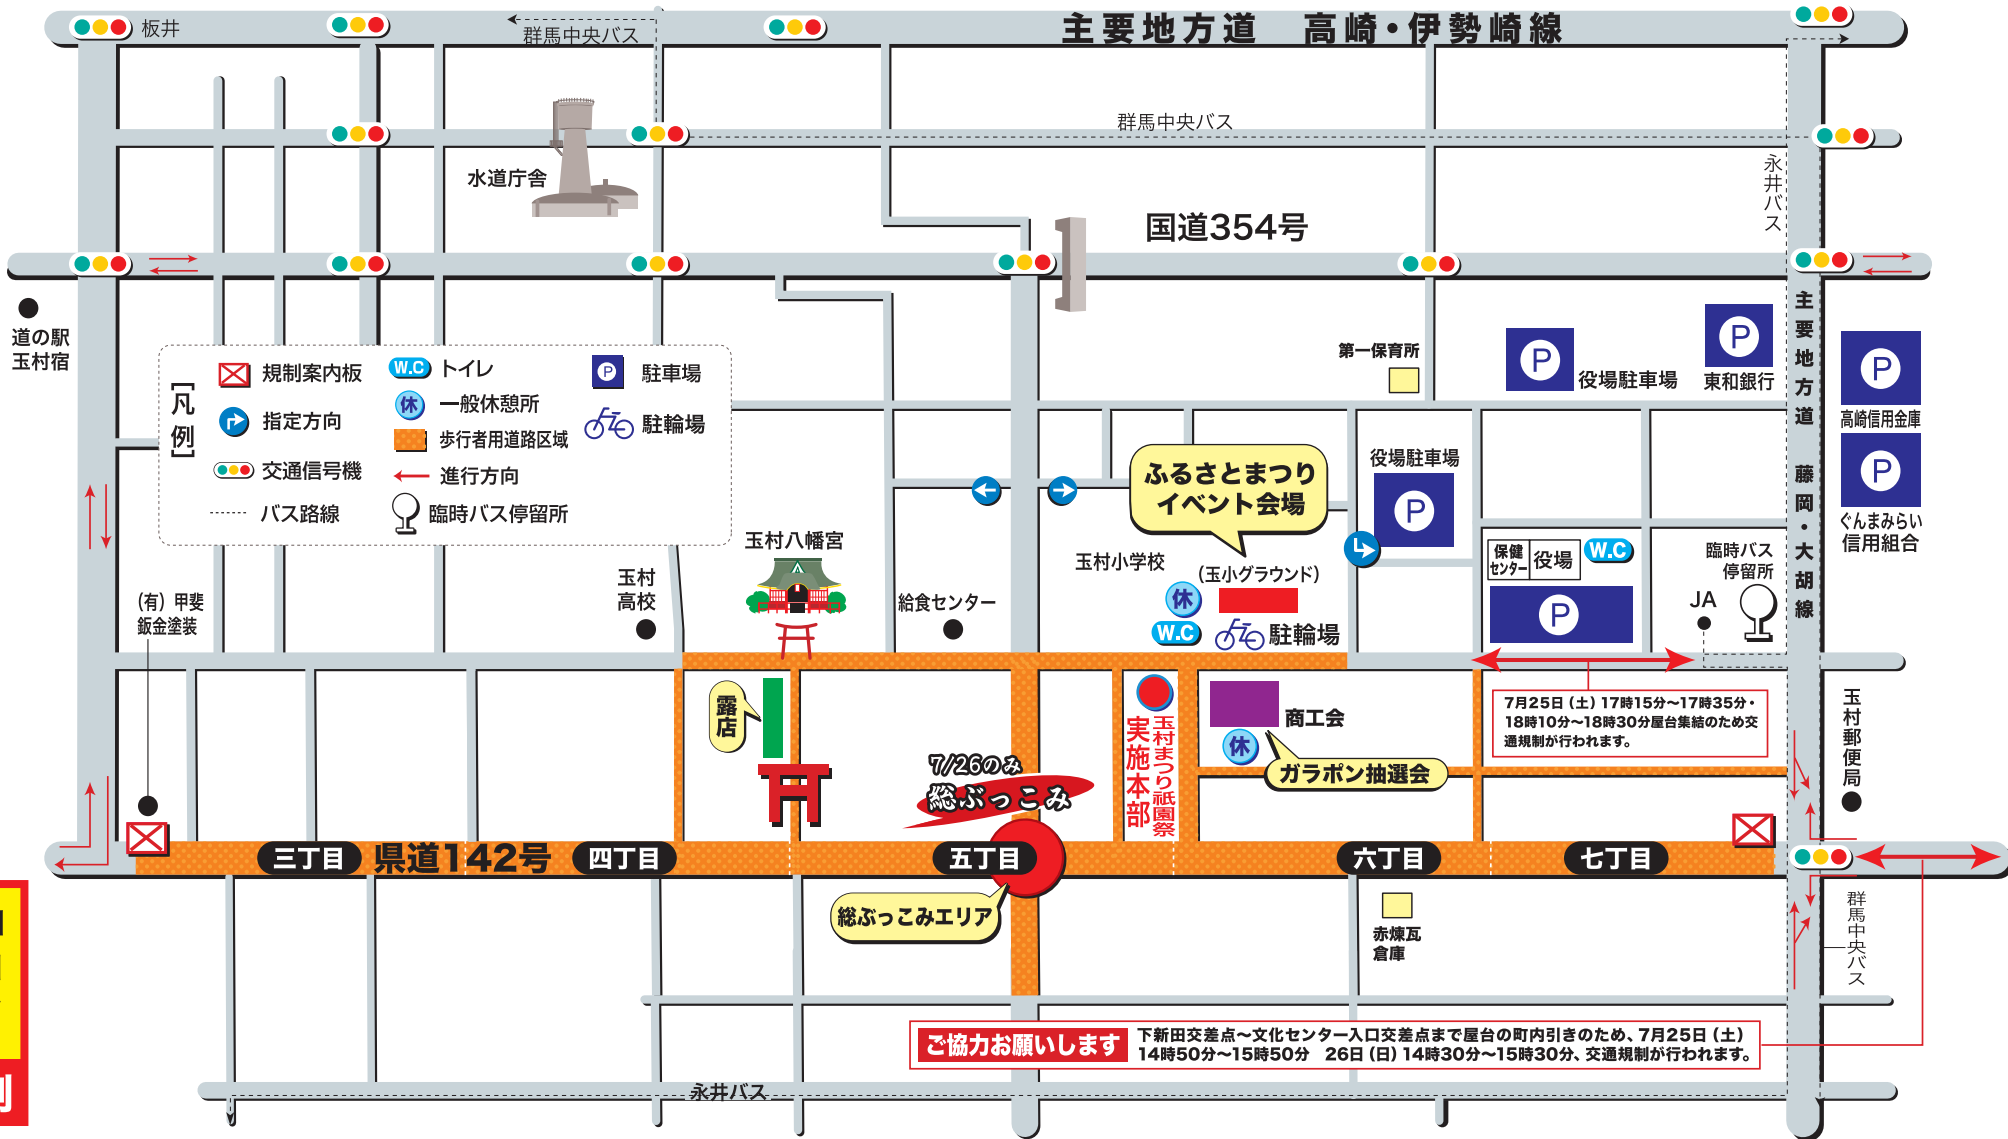 板井
群馬中央バス
主要地方道 高崎・伊勢崎線
群馬中央バス
永井バス
水道庁舎
国道354号
道の駅
玉村宿
[凡例]
規制案内板
指定方向
交通信号機
バス路線
W.C トイレ
休 一般休憩所
歩行者用道路区域
進行方向
臨時バス停留所
P 駐車場
駐輪場
第一保育所
P 役場駐車場
P
東和銀行
主要地方道 藤岡・大胡線
P
高崎信用金庫
P
ぐんまみらい
信用組合
役場駐車場
P
ふるさとまつり
イベント会場
玉村小学校
(玉小グラウンド)
休
W.C
駐輪場
保健
センター
役場
W.C
P
臨時バス
停留所
JA
玉村八幡宮
玉村
高校
給食センター
(有)甲斐
鈑金塗装
露店
7/26のみ
総ぶっこみ
玉村まつり祇園祭
実施本部
商工会
休
ガラポン抽選会
7月25日(土)17時15分〜17時35分・
18時10分〜18時30分屋台集結のため交
通規制が行われます。
玉村郵便局
三丁目
県道142号
四丁目
五丁目
六丁目
七丁目
総ぶっこみエリア
赤煉瓦
倉庫
群馬中央バス
ご協力お願いします
下新田交差点〜文化センター入口交差点まで屋台の町内引きのため、7月25日(土)
14時50分〜15時50分 26日(日)14時30分〜15時30分、交通規制が行われます。
永井バス